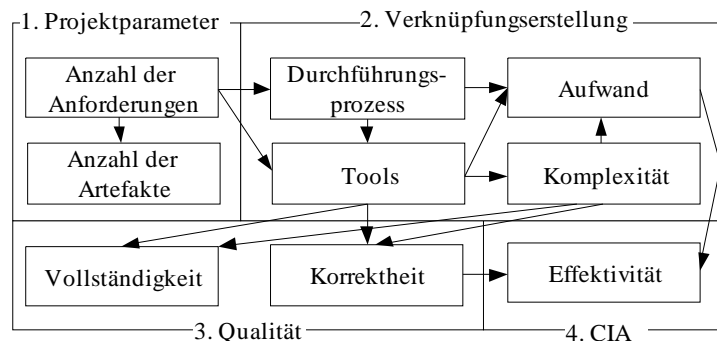 1. Projektparameter
2. Verknüpfungserstellung
Anzahl der
Anforderungen
Durchführungs-
prozess
Aufwand
Anzahl der
Artefakte
Tools
Komplexität
Vollständigkeit
Korrektheit
Effektivität
3. Qualität
4. CIA